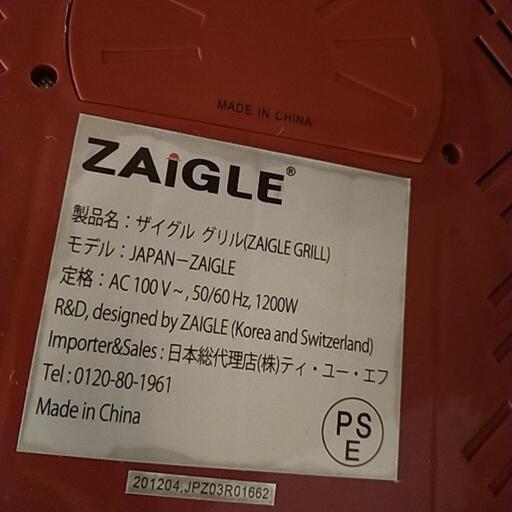 MADE IN CHINA
ZAiGLE®
製品名：ザイグル グリル(ZAIGLE GRILL)
モデル：JAPAN－ZAIGLE
定格：AC 100 V ~, 50/60 Hz, 1200W
R&D, designed by ZAIGLE (Korea and Switzerland)
Importer&Sales : 日本総代理店(株)ティ・ユー・エフ
Tel : 0120-80-1961
Made in China
PS
E
201204.JPZ03R01662